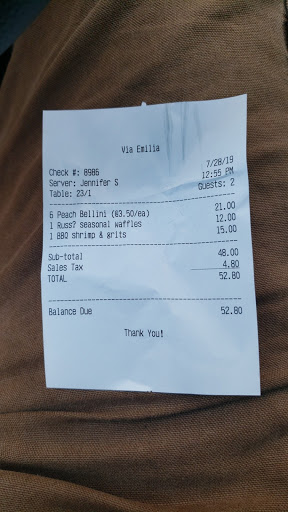 Via Emilia
7/28/19
Check #: 8986 12:55 PM
Server: Jennifer S Guests: 2
Table: 23/1
6 Peach Bellini (@3.50/ea) 21.00
1 Russ? seasonal waffles 12.00
1 BBQ shrimp & grits 15.00
Sub-total 48.00
Sales Tax 4.80
TOTAL 52.80
Balance Due 52.80
Thank You!